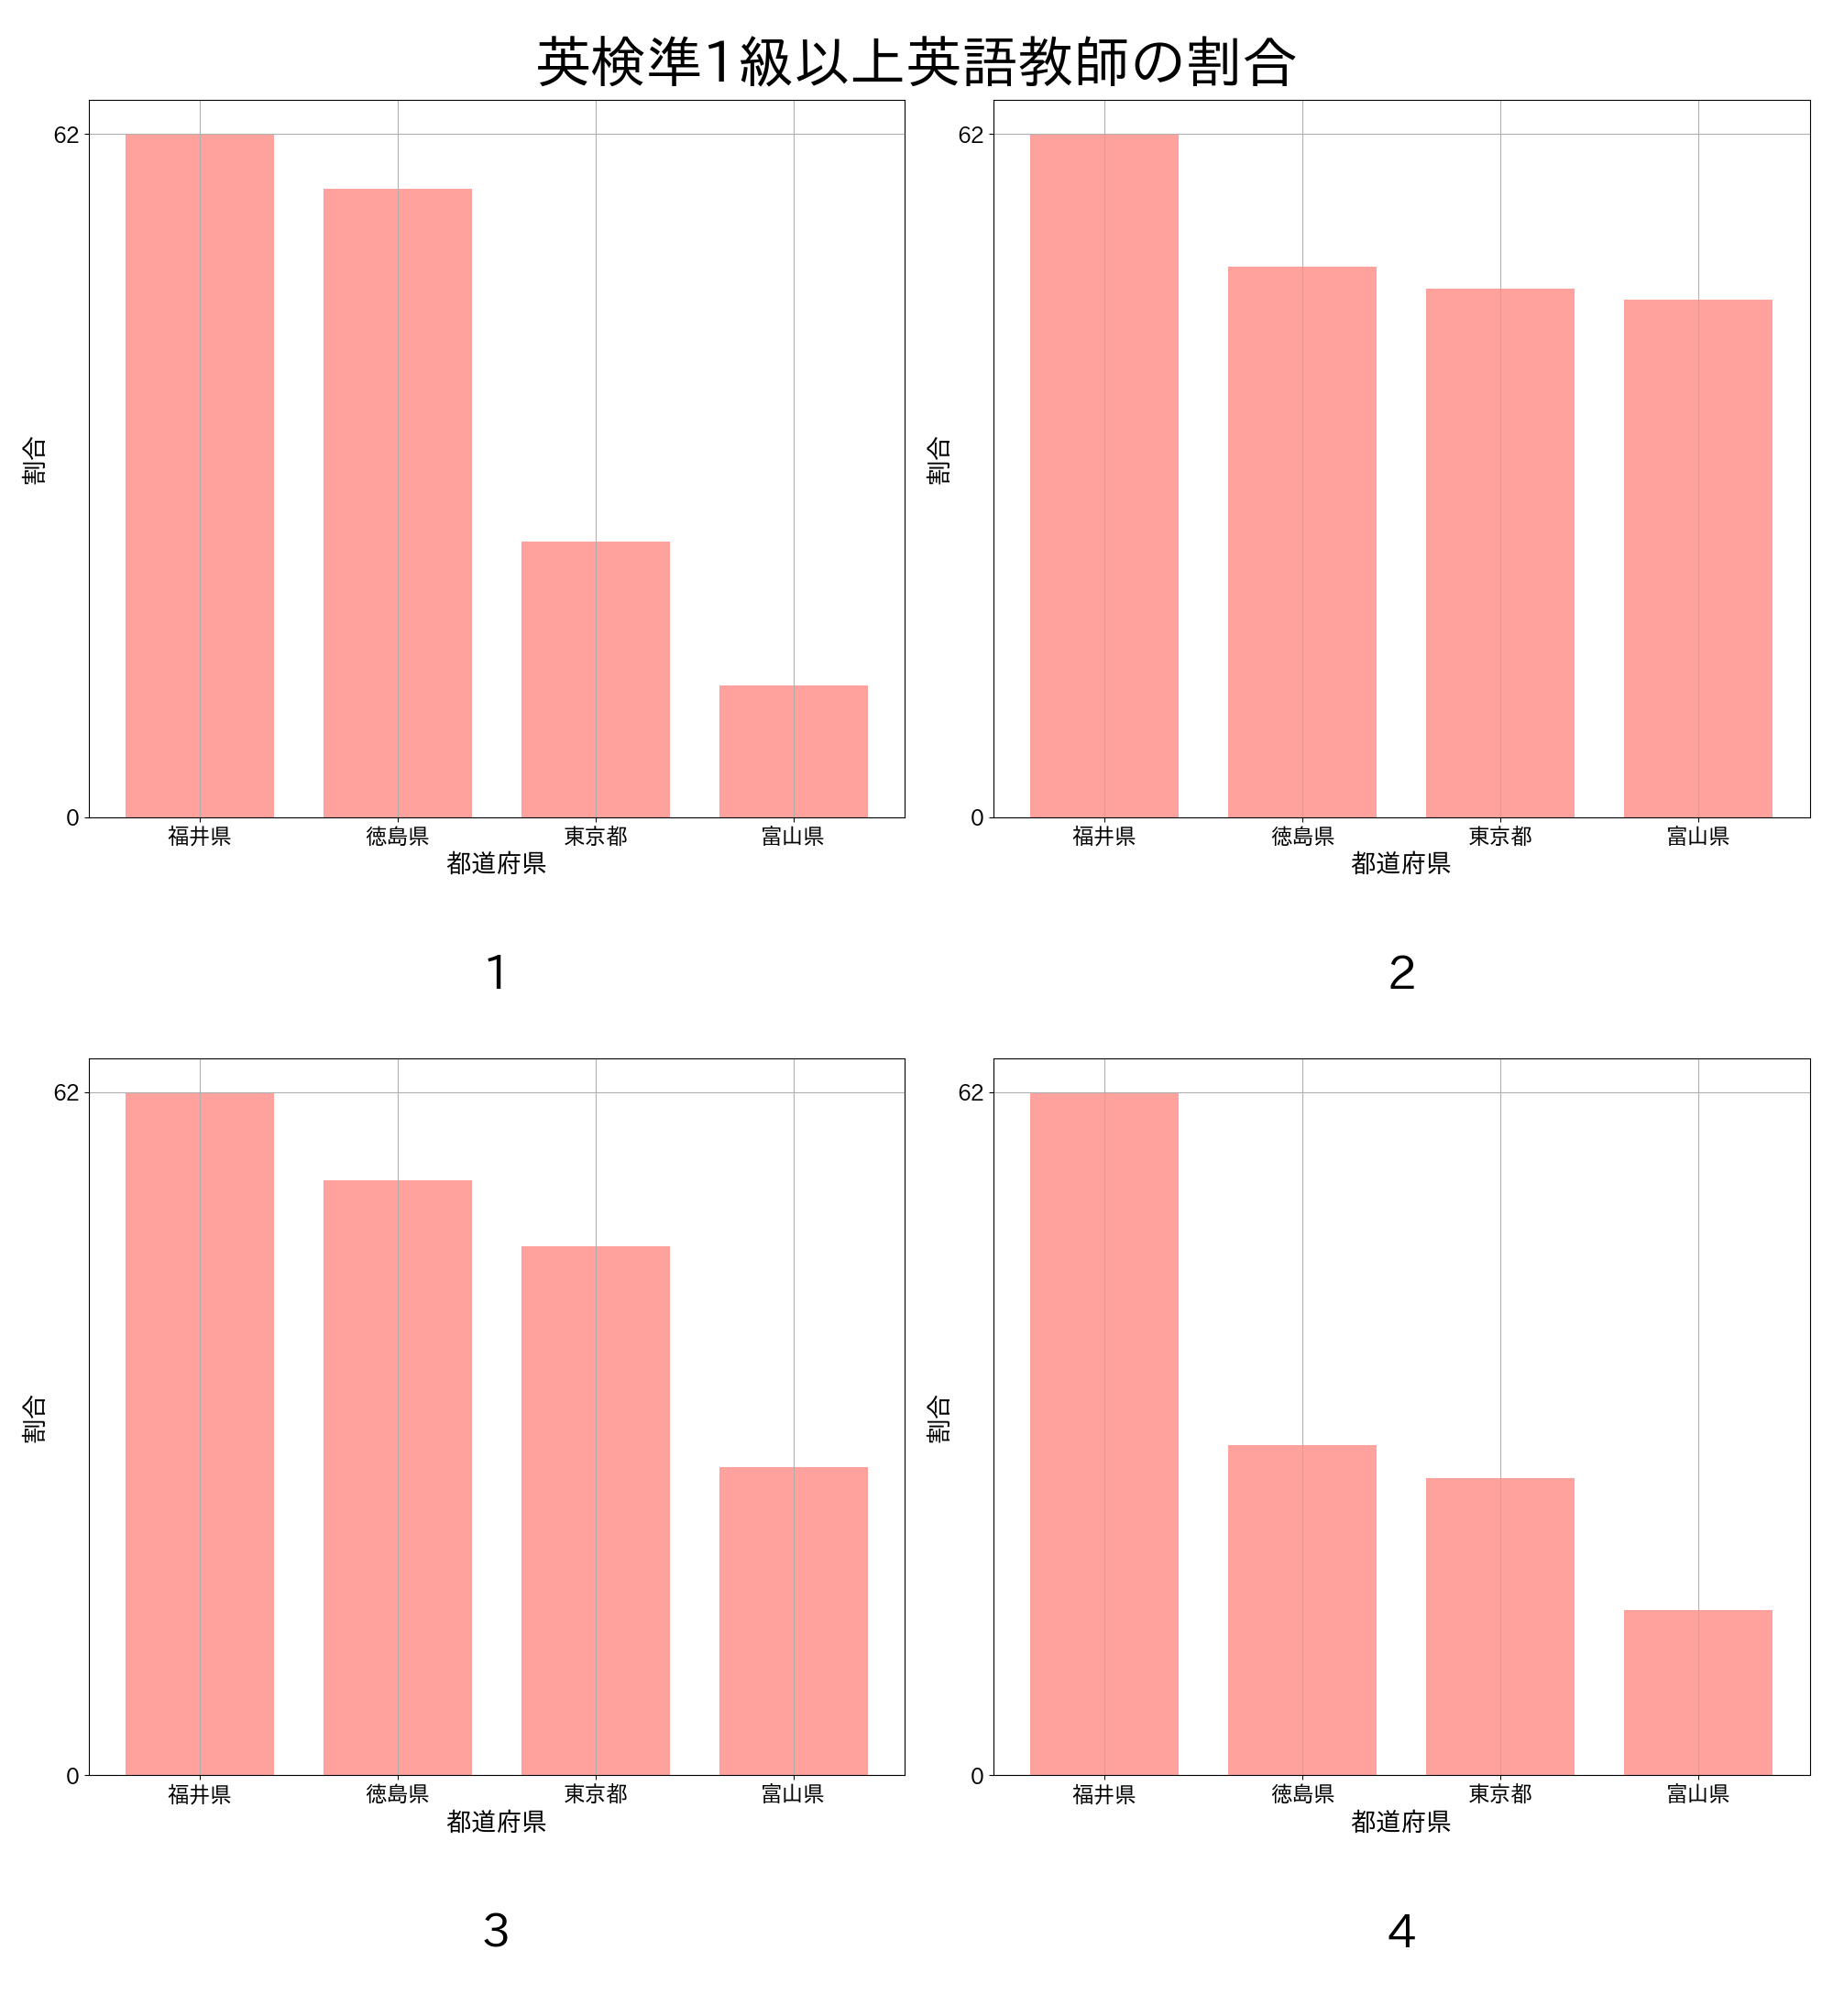 英検準1級以上英語教師の割合
62
割合
0
福井県 徳島県 東京都 富山県
都道府県
1
62
割合
0
福井県 徳島県 東京都 富山県
都道府県
2
62
割合
0
福井県 徳島県 東京都 富山県
都道府県
3
62
割合
0
福井県 徳島県 東京都 富山県
都道府県
4